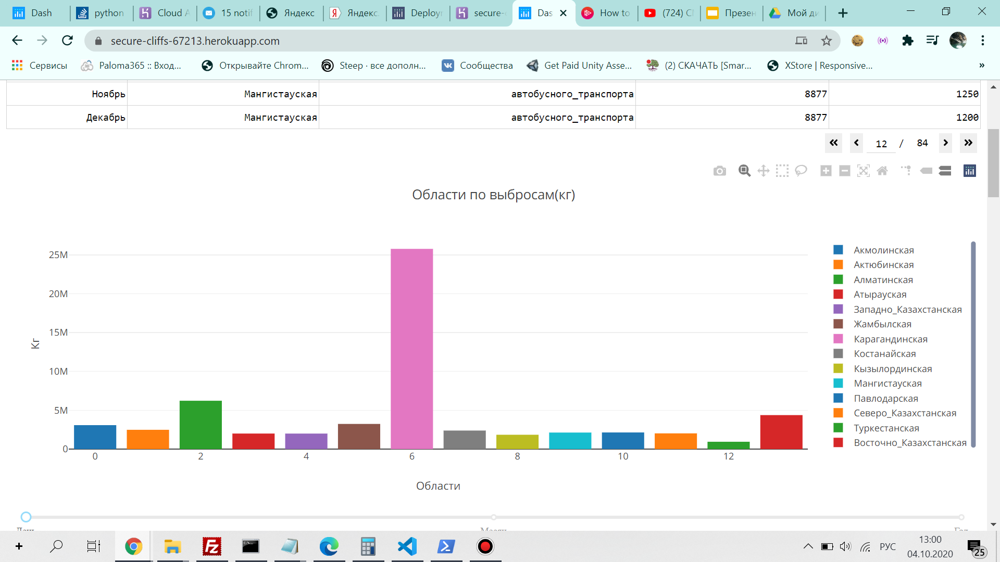 Dash
python
Cloud A
15 notif
Яндекс
Яндекс.
Deploy
secure-
Das
How to
(724) Cl
Презен
Мой ди
secure-cliffs-67213.herokuapp.com
Сервисы
Paloma365 :: Вход...
Открывайте Chrom...
Steep · все дополн...
Сообщества
Get Paid Unity Asse...
(2) СКАЧАТЬ [Smar...
XStore | Responsive...
»
Ноябрь Мангистауская автобусного_транспорта 8877 1250
Декабрь Мангистауская автобусного_транспорта 8877 1200
12 / 84
Области по выбросам(кг)
25M
20M
15M
10M
5M
0
Кг
0 2 4 6 8 10 12
Области
Акмолинская
Актюбинская
Алматинская
Атырауская
Западно_Казахстанская
Жамбылская
Карагандинская
Костанайская
Кызылординская
Мангистауская
Павлодарская
Северо_Казахстанская
Туркестанская
Восточно_Казахстанская
РУС
13:00
04.10.2020
25